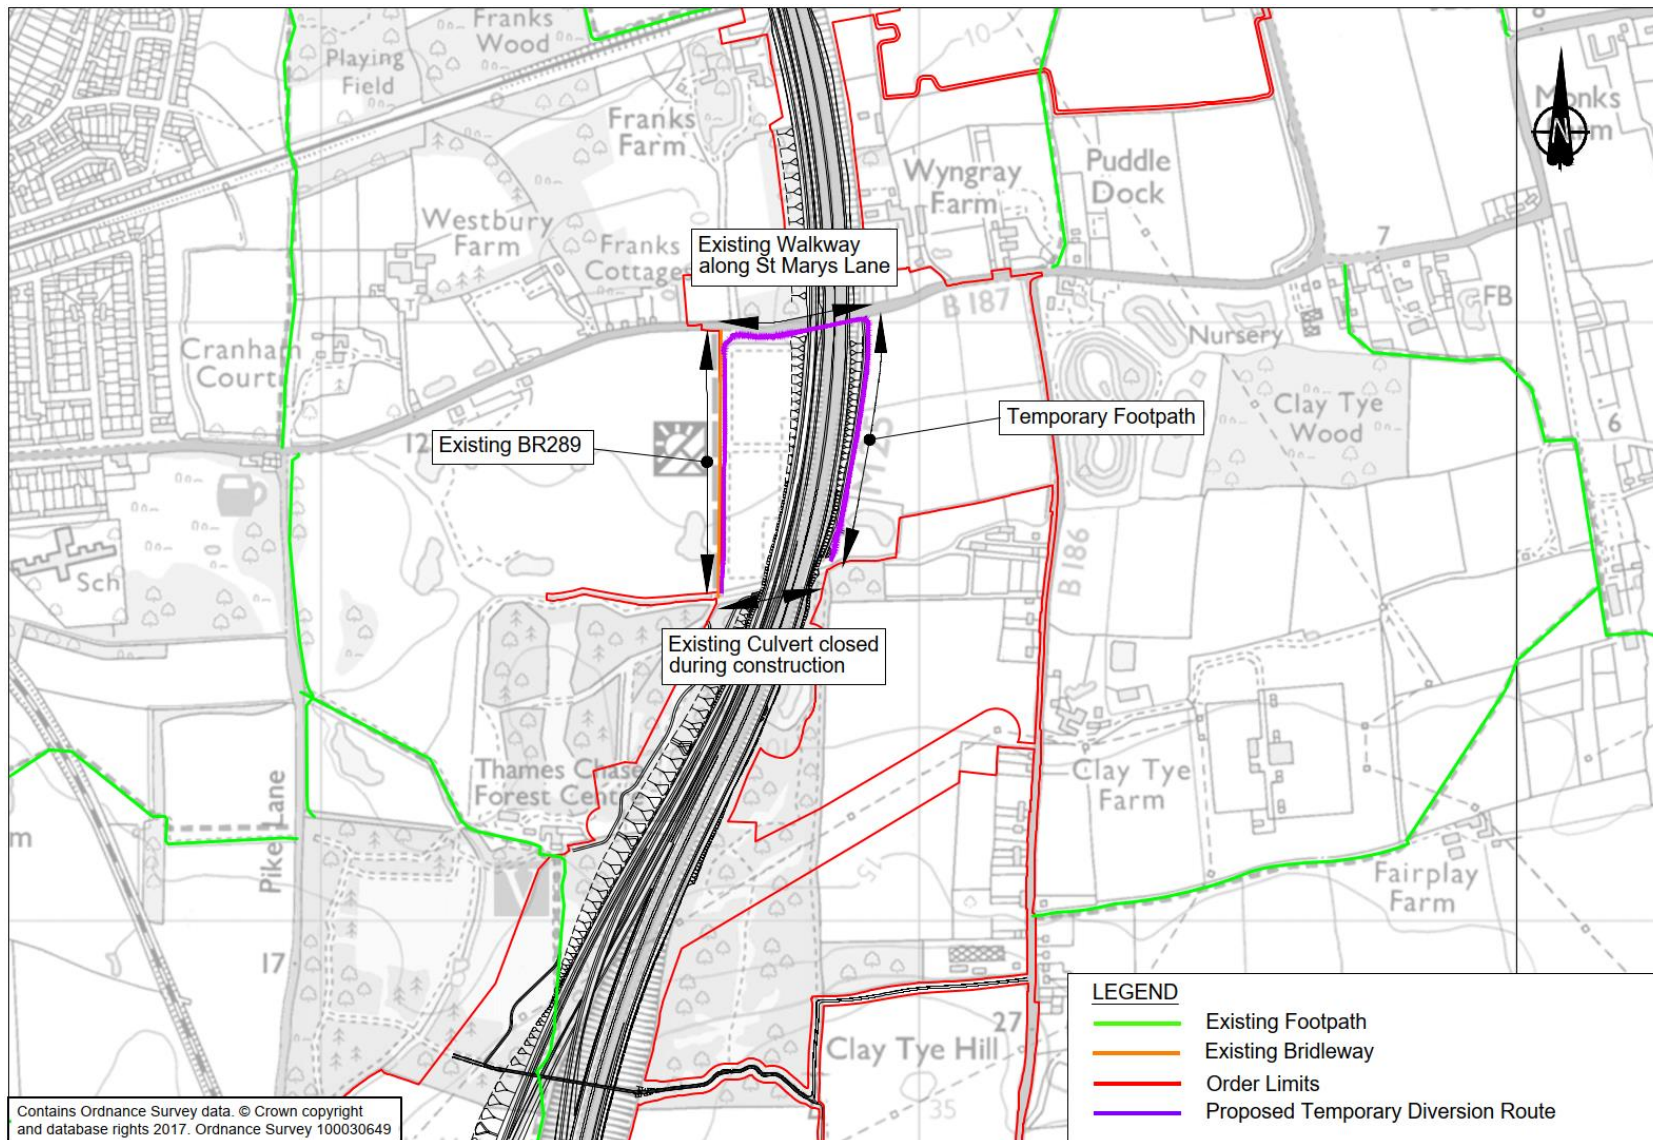 Franks
Wood
Playing
Field
10
Franks
Farm
Wyngray
Farm
Puddle
Dock
Monks
N
Westbury
Farm
Franks
Cottage
Existing Walkway
along St Marys Lane
7
B 187
FB
Nursery
Cranham
Court
12
Existing BR289
Temporary Footpath
M25
Clay Tye
Wood
6
Sch
B 186
Existing Culvert closed
during construction
Thames Chase
Forest Centre
Pike Lane
Clay Tye
Farm
15
V
Fairplay
Farm
17
27
Clay Tye Hill
35
LEGEND
Existing Footpath
Existing Bridleway
Order Limits
Proposed Temporary Diversion Route
Contains Ordnance Survey data. © Crown copyright
and database rights 2017. Ordnance Survey 100030649